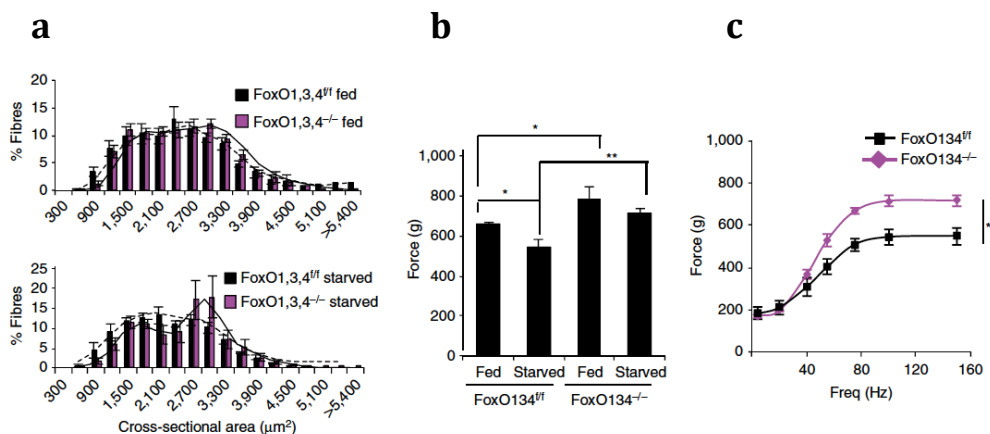 a
% Fibres
20
15
10
5
0
FoxO1,3,4f/f fed
FoxO1,3,4–/– fed
300
900
1,500
2,100
2,700
3,300
3,900
4,500
5,100
>5,400
% Fibres
25
20
15
10
5
0
FoxO1,3,4f/f starved
FoxO1,3,4–/– starved
300
900
1,500
2,100
2,700
3,300
3,900
4,500
5,100
>5,400
Cross-sectional area (μm2)
b
Force (g)
1,000
800
600
400
200
0
*
*
**
Fed Starved Fed Starved
FoxO134f/f FoxO134–/–
c
FoxO134f/f
FoxO134–/–
Force (g)
1,000
800
600
400
200
0
*
0 40 80 120 160
Freq (Hz)